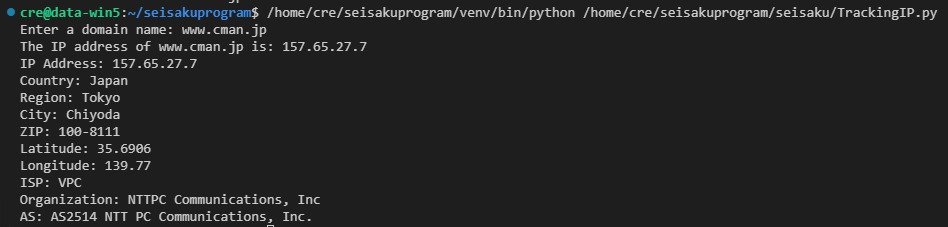 cre@data-win5:~/seisakuprogram$ /home/cre/seisakuprogram/venv/bin/python /home/cre/seisakuprogram/seisaku/TrackingIP.py
Enter a domain name: www.cman.jp
The IP address of www.cman.jp is: 157.65.27.7
IP Address: 157.65.27.7
Country: Japan
Region: Tokyo
City: Chiyoda
ZIP: 100-8111
Latitude: 35.6906
Longitude: 139.77
ISP: VPC
Organization: NTTPC Communications, Inc
AS: AS2514 NTT PC Communications, Inc.